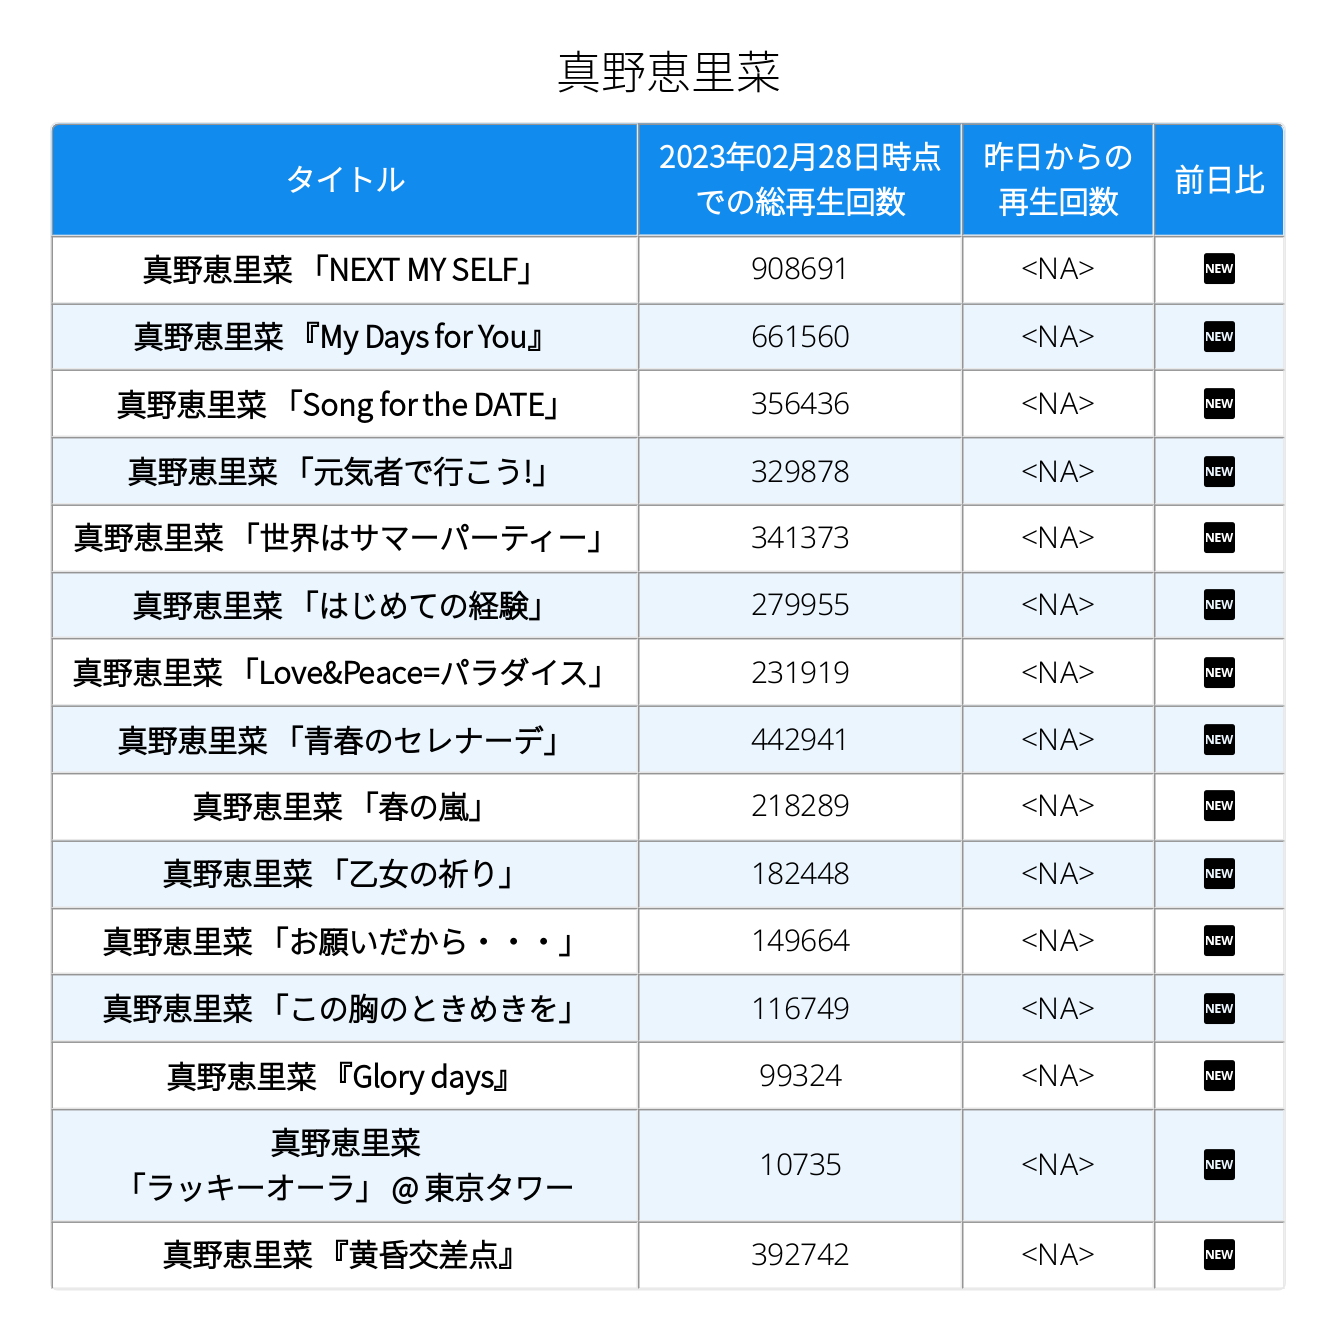 真野恵里菜
タイトル
2023年02月28日時点
での総再生回数
昨日からの
再生回数
前日比
真野恵里菜 「NEXT MY SELF」 908691 <NA> NEW
真野恵里菜 『My Days for You』 661560 <NA> NEW
真野恵里菜 「Song for the DATE」 356436 <NA> NEW
真野恵里菜 「元気者で行こう!」 329878 <NA> NEW
真野恵里菜 「世界はサマーパーティー」 341373 <NA> NEW
真野恵里菜 「はじめての経験」 279955 <NA> NEW
真野恵里菜 「Love&Peace=パラダイス」 231919 <NA> NEW
真野恵里菜 「青春のセレナーデ」 442941 <NA> NEW
真野恵里菜 「春の嵐」 218289 <NA> NEW
真野恵里菜 「乙女の祈り」 182448 <NA> NEW
真野恵里菜 「お願いだから・・・」 149664 <NA> NEW
真野恵里菜 「この胸のときめきを」 116749 <NA> NEW
真野恵里菜 『Glory days』 99324 <NA> NEW
真野恵里菜
「ラッキーオーラ」 @ 東京タワー 10735 <NA> NEW
真野恵里菜 『黄昏交差点』 392742 <NA> NEW